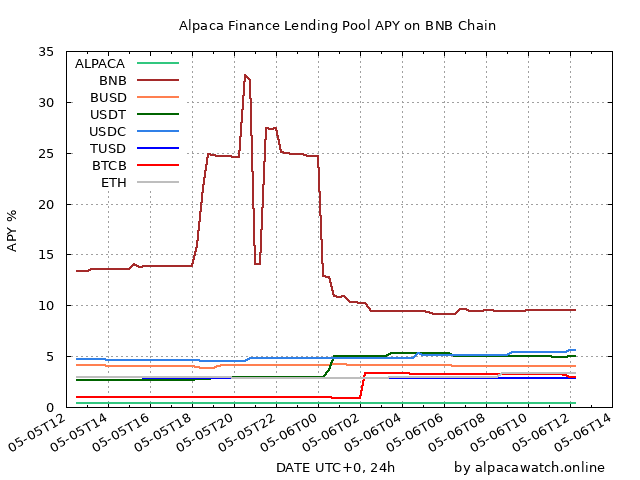 Alpaca Finance Lending Pool APY on BNB Chain
35
30
25
20
15
10
5
0
APY %
ALPACA
BNB
BUSD
USDT
USDC
TUSD
BTCB
ETH
05-05T12
05-05T14
05-05T16
05-05T18
05-05T20
05-05T22
05-06T00
05-06T02
05-06T04
05-06T06
05-06T08
05-06T10
05-06T12
05-06T14
DATE UTC+0, 24h
by alpacawatch.online